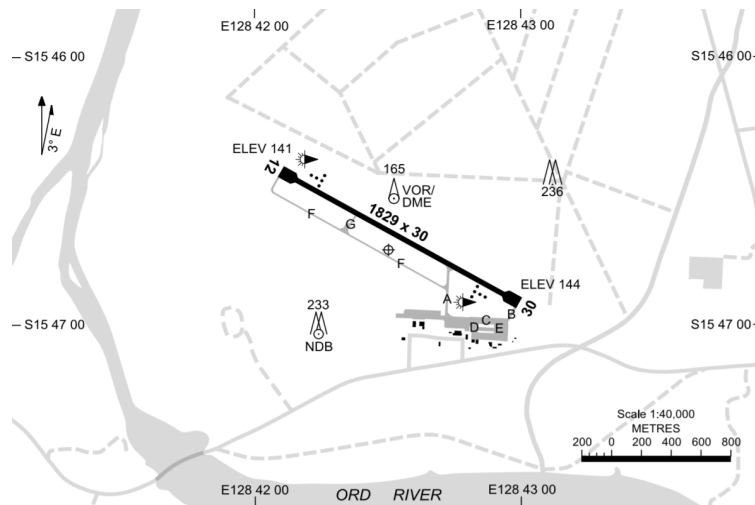 E128 42 00
E128 43 00
S15 46 00
S15 46 00
3° E
ELEV 141
12
165
VOR/
DME
236
F
G
1829 x 30
F
ELEV 144
A
B
30
C
D
E
233
NDB
S15 47 00
S15 47 00
Scale 1:40,000
METRES
200 0 200 400 600 800
E128 42 00
E128 43 00
ORD RIVER